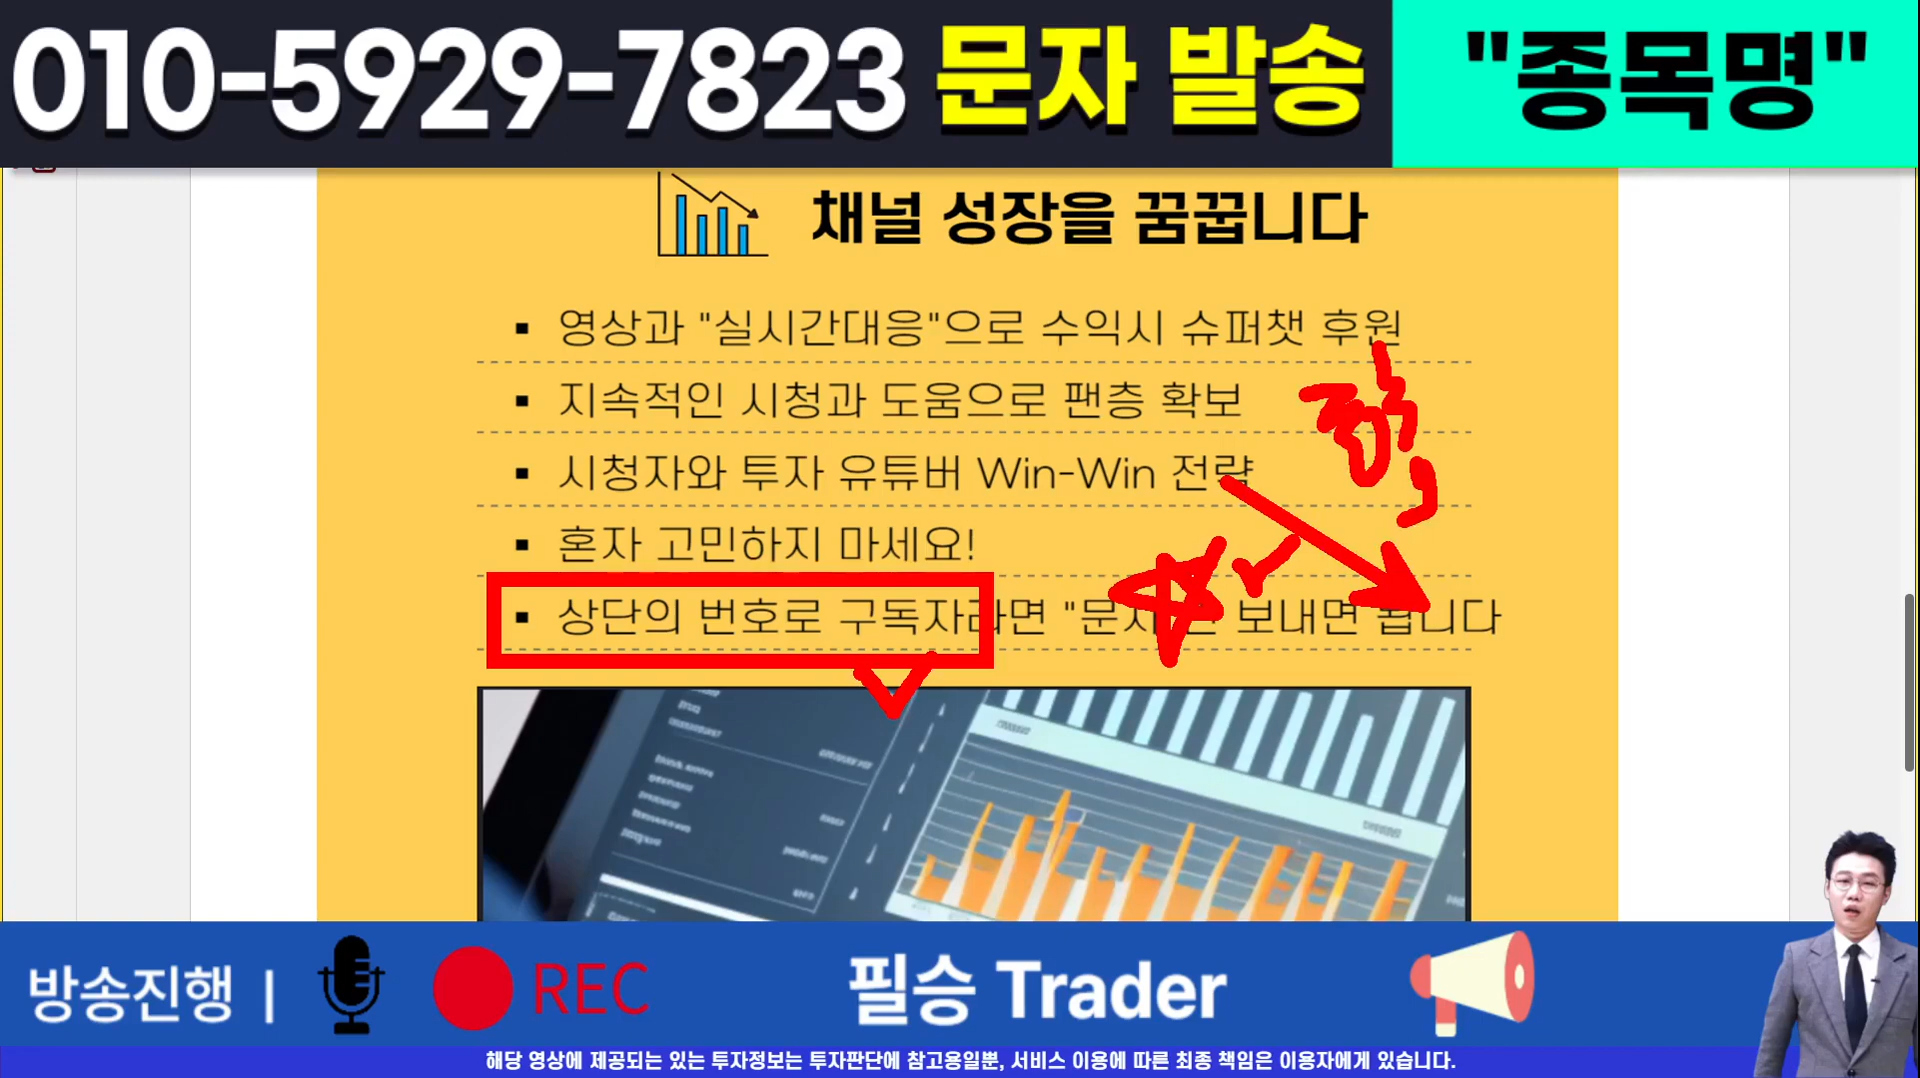 010-5929-7823 문자 발송 "종목명"
채널 성장을 꿈꿉니다
▪ 영상과 "실시간대응"으로 수익시 슈퍼챗 후원
▪ 지속적인 시청과 도움으로 팬층 확보
▪ 시청자와 투자 유튜버 Win-Win 전략
▪ 혼자 고민하지 마세요!
▪ 상단의 번호로 구독자라면 "문자 보내면 됩니다
방송진행 | REC 필승 Trader
해당 영상에 제공되는 있는 투자정보는 투자판단에 참고용일뿐, 서비스 이용에 따른 최종 책임은 이용자에게 있습니다.